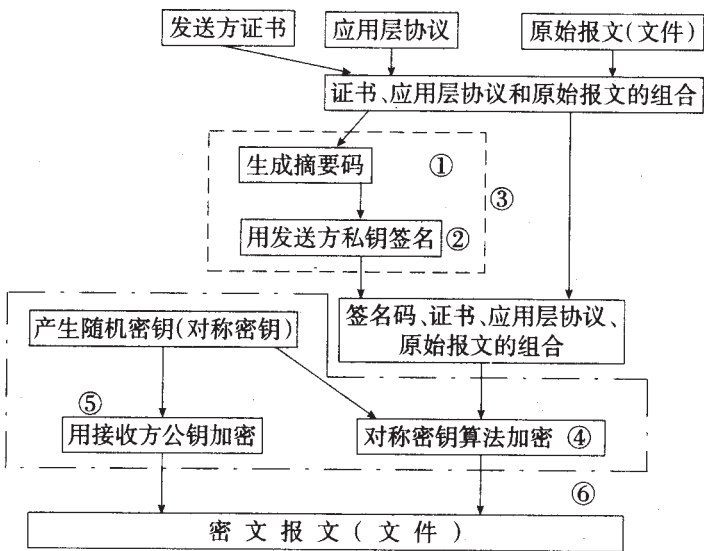 发送方证书
应用层协议
原始报文(文件)
证书、应用层协议和原始报文的组合
生成摘要码
①
③
用发送方私钥签名
②
产生随机密钥(对称密钥)
签名码、证书、应用层协议、
原始报文的组合
⑤
用接收方公钥加密
对称密钥算法加密
④
⑥
密文报文(文件)